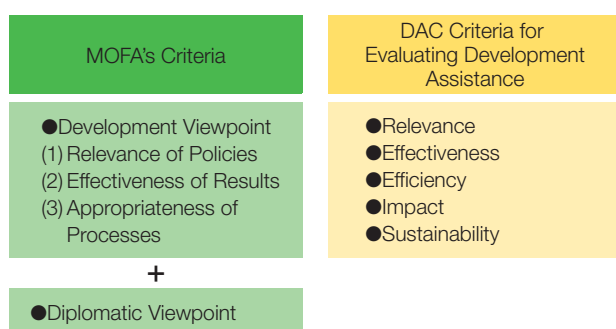 MOFA's Criteria
●Development Viewpoint
(1) Relevance of Policies
(2) Effectiveness of Results
(3) Appropriateness of
Processes
+
●Diplomatic Viewpoint
DAC Criteria for
Evaluating Development
Assistance
●Relevance
●Effectiveness
●Efficiency
●Impact
●Sustainability